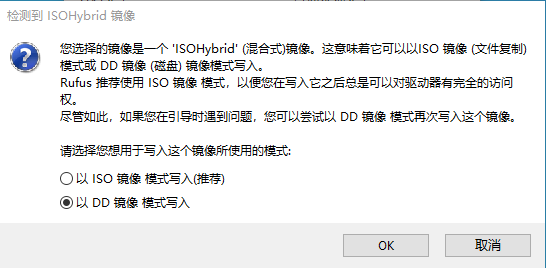 检测到 ISOHybrid 镜像
您选择的镜像是一个 'ISOHybrid' (混合式)镜像。这意味着它可以以ISO 镜像 (文件复制)
模式或 DD 镜像 (磁盘) 镜像模式写入。
Rufus 推荐使用 ISO 镜像 模式，以便您在写入它之后总是可以对驱动器有完全的访问
权。
尽管如此，如果您在引导时遇到问题，您可以尝试以 DD 镜像 模式再次写入这个镜像。
请选择您想用于写入这个镜像所使用的模式:
以 ISO 镜像 模式写入(推荐)
以 DD 镜像 模式写入
OK
取消